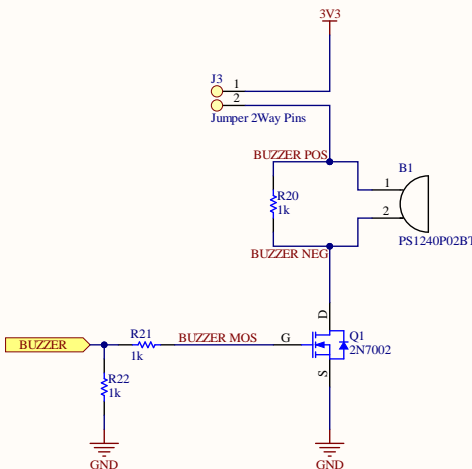 3V3
J3
1
2
Jumper 2Way Pins
BUZZER POS
B1
1
R20
1k
2
PS1240P02BT
BUZZER NEG
D
Q1
2N7002
G
S
BUZZER
R21
1k
BUZZER MOS
R22
1k
GND
GND